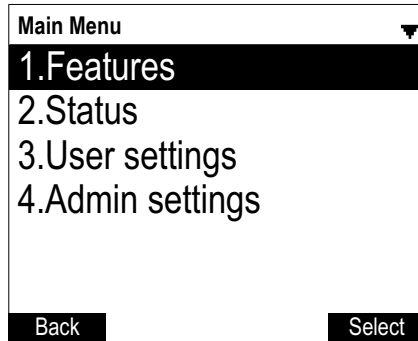 Main Menu
1.Features
2.Status
3.User settings
4.Admin settings
Back Select